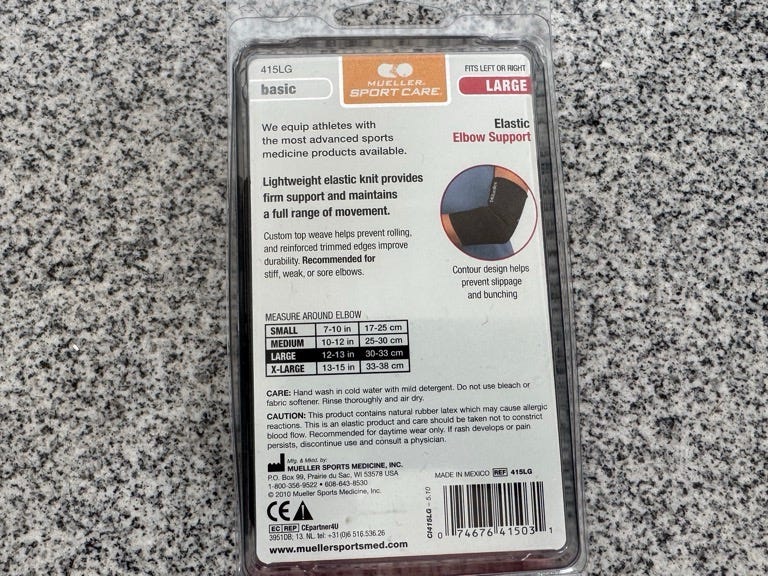 415LG
basic
MUELLER®
SPORT CARE®
FITS LEFT OR RIGHT
LARGE
Elastic
Elbow Support
We equip athletes with
the most advanced sports
medicine products available.
Lightweight elastic knit provides
firm support and maintains
a full range of movement.
Custom top weave helps prevent rolling,
and reinforced trimmed edges improve
durability. Recommended for
stiff, weak, or sore elbows.
Mueller
Contour design helps
prevent slippage
and bunching
MEASURE AROUND ELBOW
SMALL 7-10 in 17-25 cm
MEDIUM 10-12 in 25-30 cm
LARGE 12-13 in 30-33 cm
X-LARGE 13-15 in 33-38 cm
CARE: Hand wash in cold water with mild detergent. Do not use bleach or
fabric softener. Rinse thoroughly and air dry.
CAUTION: This product contains natural rubber latex which may cause allergic
reactions. This is an elastic product and care should be taken not to constrict
blood flow. Recommended for daytime wear only. If rash develops or pain
persists, discontinue use and consult a physician.
Mfg. & Mktd. by:
MUELLER SPORTS MEDICINE, INC.
P.O. Box 99, Prairie du Sac, WI 53578 USA
1-800-356-9522 • 608-643-8530
© 2010 Mueller Sports Medicine, Inc.
MADE IN MEXICO REF 415LG
CE
EC REP CEpartner4U
3951DB; 13. NL. tel: +31(0)6 516.536.26
www.muellersportsmed.com
CI415LG – 5.10
0 74676 41503 1